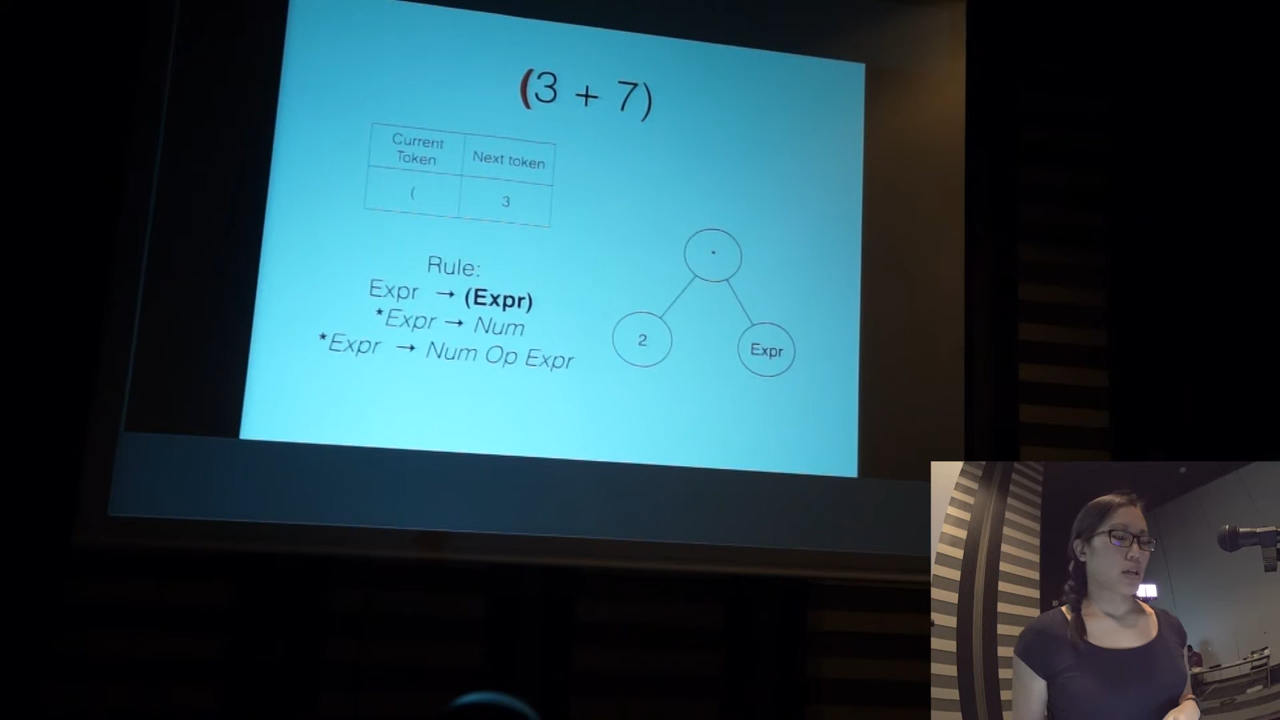 (3 + 7)
Current Token
Next token
(
3
Rule:
Expr → (Expr)
*Expr → Num
*Expr → Num Op Expr
*
2
Expr